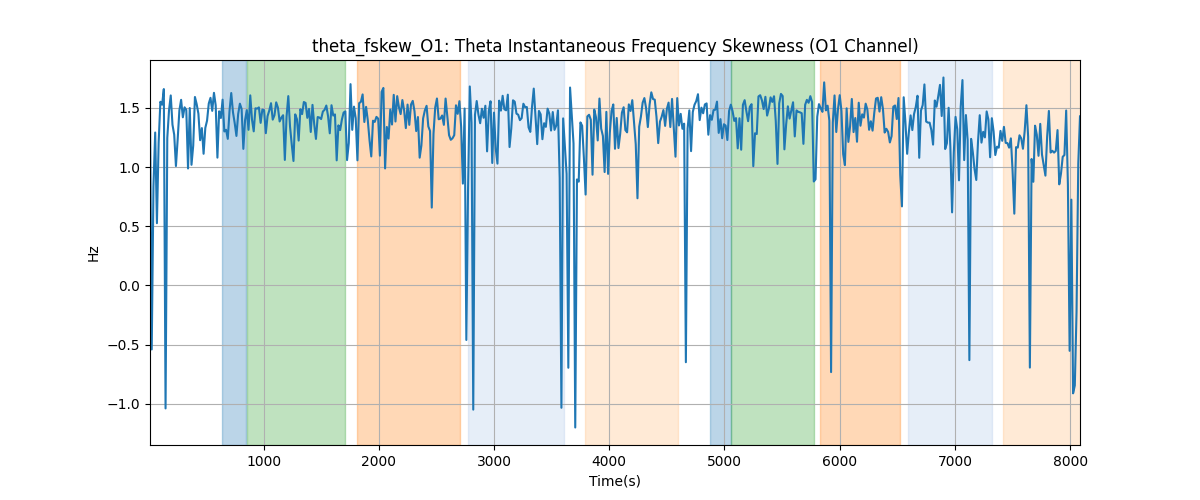 theta_fskew_O1: Theta Instantaneous Frequency Skewness (O1 Channel)
Hz
1.5
1.0
0.5
0.0
−0.5
−1.0
1000 2000 3000 4000 5000 6000 7000 8000
Time(s)